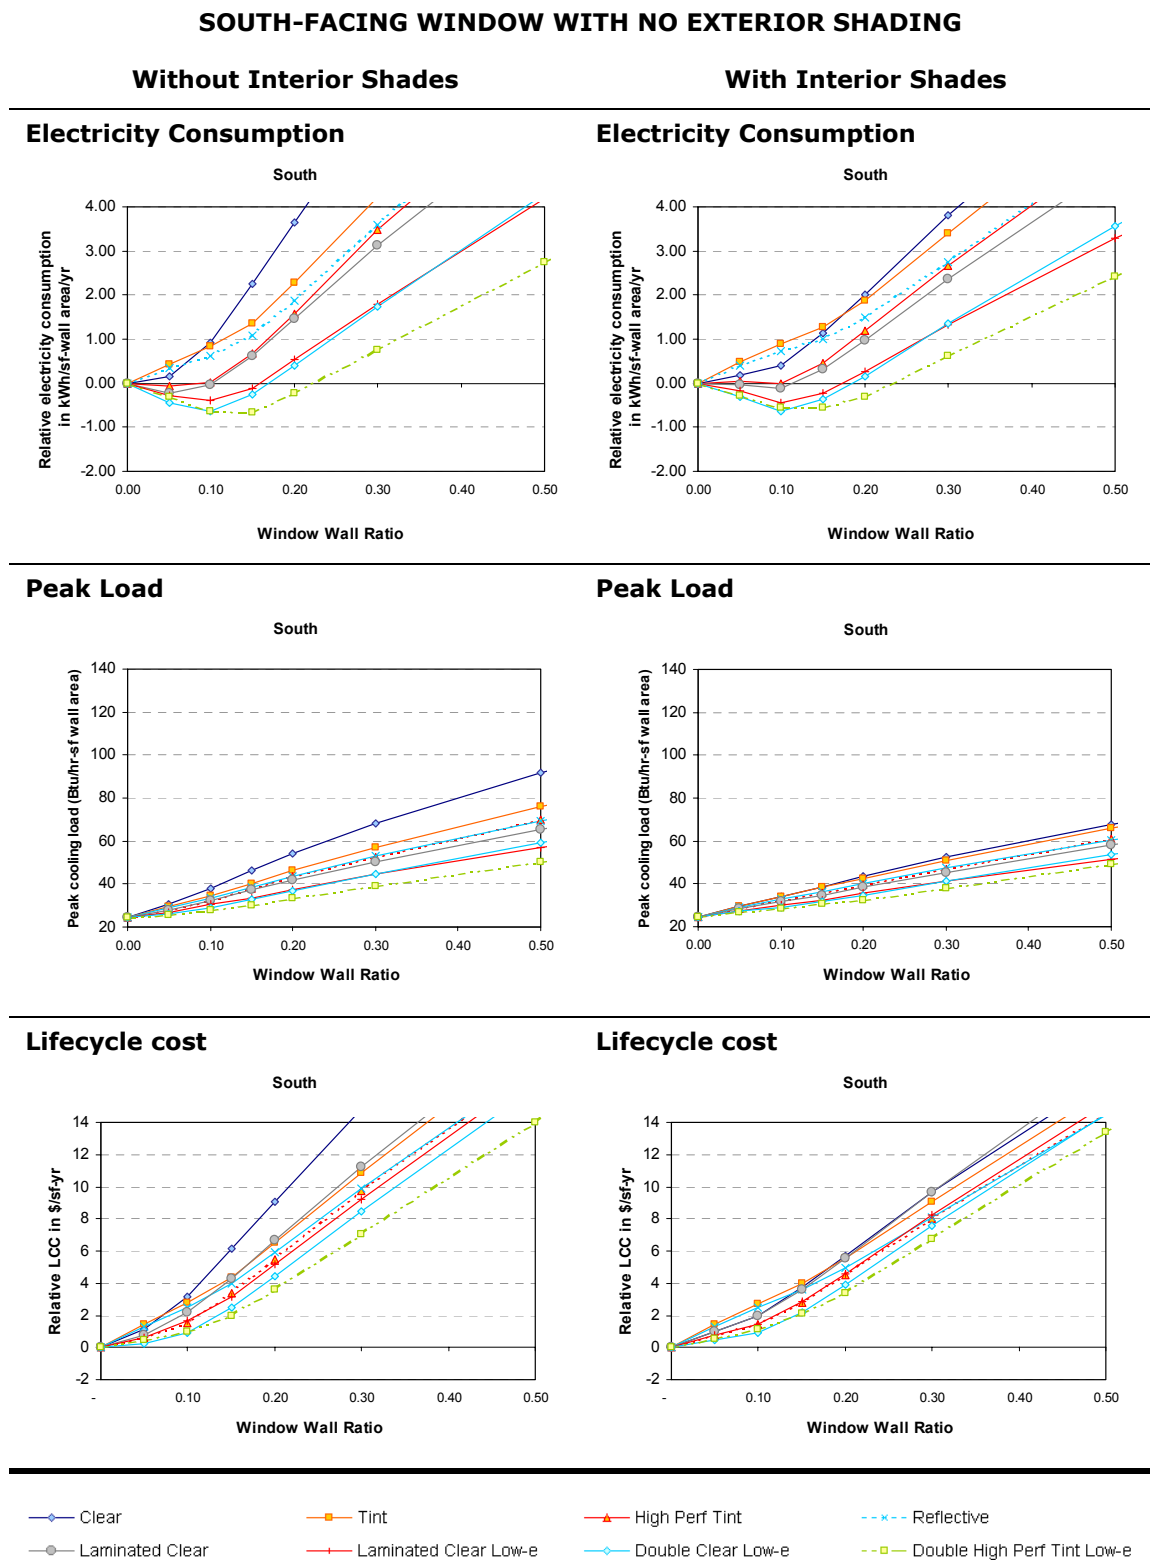 SOUTH-FACING WINDOW WITH NO EXTERIOR SHADING
Without Interior Shades With Interior Shades
Electricity Consumption Electricity Consumption
South
Relative electricity consumption
in kWh/sf-wall area/yr
4.00
3.00
2.00
1.00
0.00
-1.00
-2.00
0.00 0.10 0.20 0.30 0.40 0.50
Window Wall Ratio
South
Relative electricity consumption
in kWh/sf-wall area/yr
4.00
3.00
2.00
1.00
0.00
-1.00
-2.00
0.00 0.10 0.20 0.30 0.40 0.50
Window Wall Ratio
Peak Load Peak Load
South
Peak cooling load (Btu/hr-sf wall area)
140
120
100
80
60
40
20
0.00 0.10 0.20 0.30 0.40 0.50
Window Wall Ratio
South
Peak cooling load (Btu/hr-sf wall area)
140
120
100
80
60
40
20
0.00 0.10 0.20 0.30 0.40 0.50
Window Wall Ratio
Lifecycle cost Lifecycle cost
South
Relative LCC in $/sf-yr
14
12
10
8
6
4
2
0
-2
- 0.10 0.20 0.30 0.40 0.50
Window Wall Ratio
South
Relative LCC in $/sf-yr
14
12
10
8
6
4
2
0
-2
- 0.10 0.20 0.30 0.40 0.50
Window Wall Ratio
Clear Tint High Perf Tint Reflective
Laminated Clear Laminated Clear Low-e Double Clear Low-e Double High Perf Tint Low-e